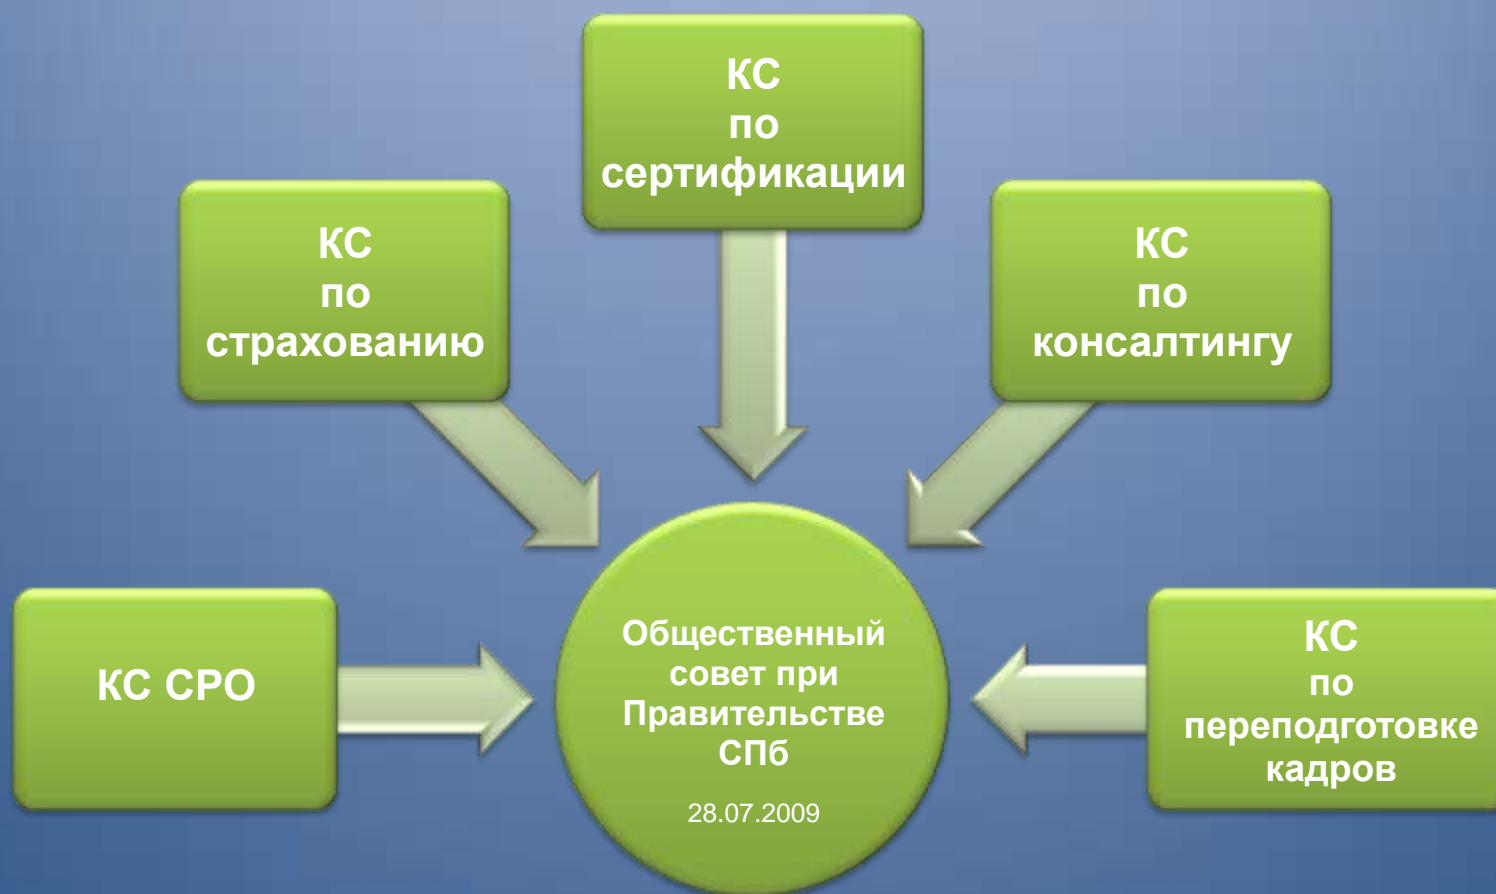 КС
по
сертификации
КС
по
страхованию
КС
по
консалтингу
КС СРО
Общественный
совет при
Правительстве
СПб
28.07.2009
КС
по
переподготовке
кадров